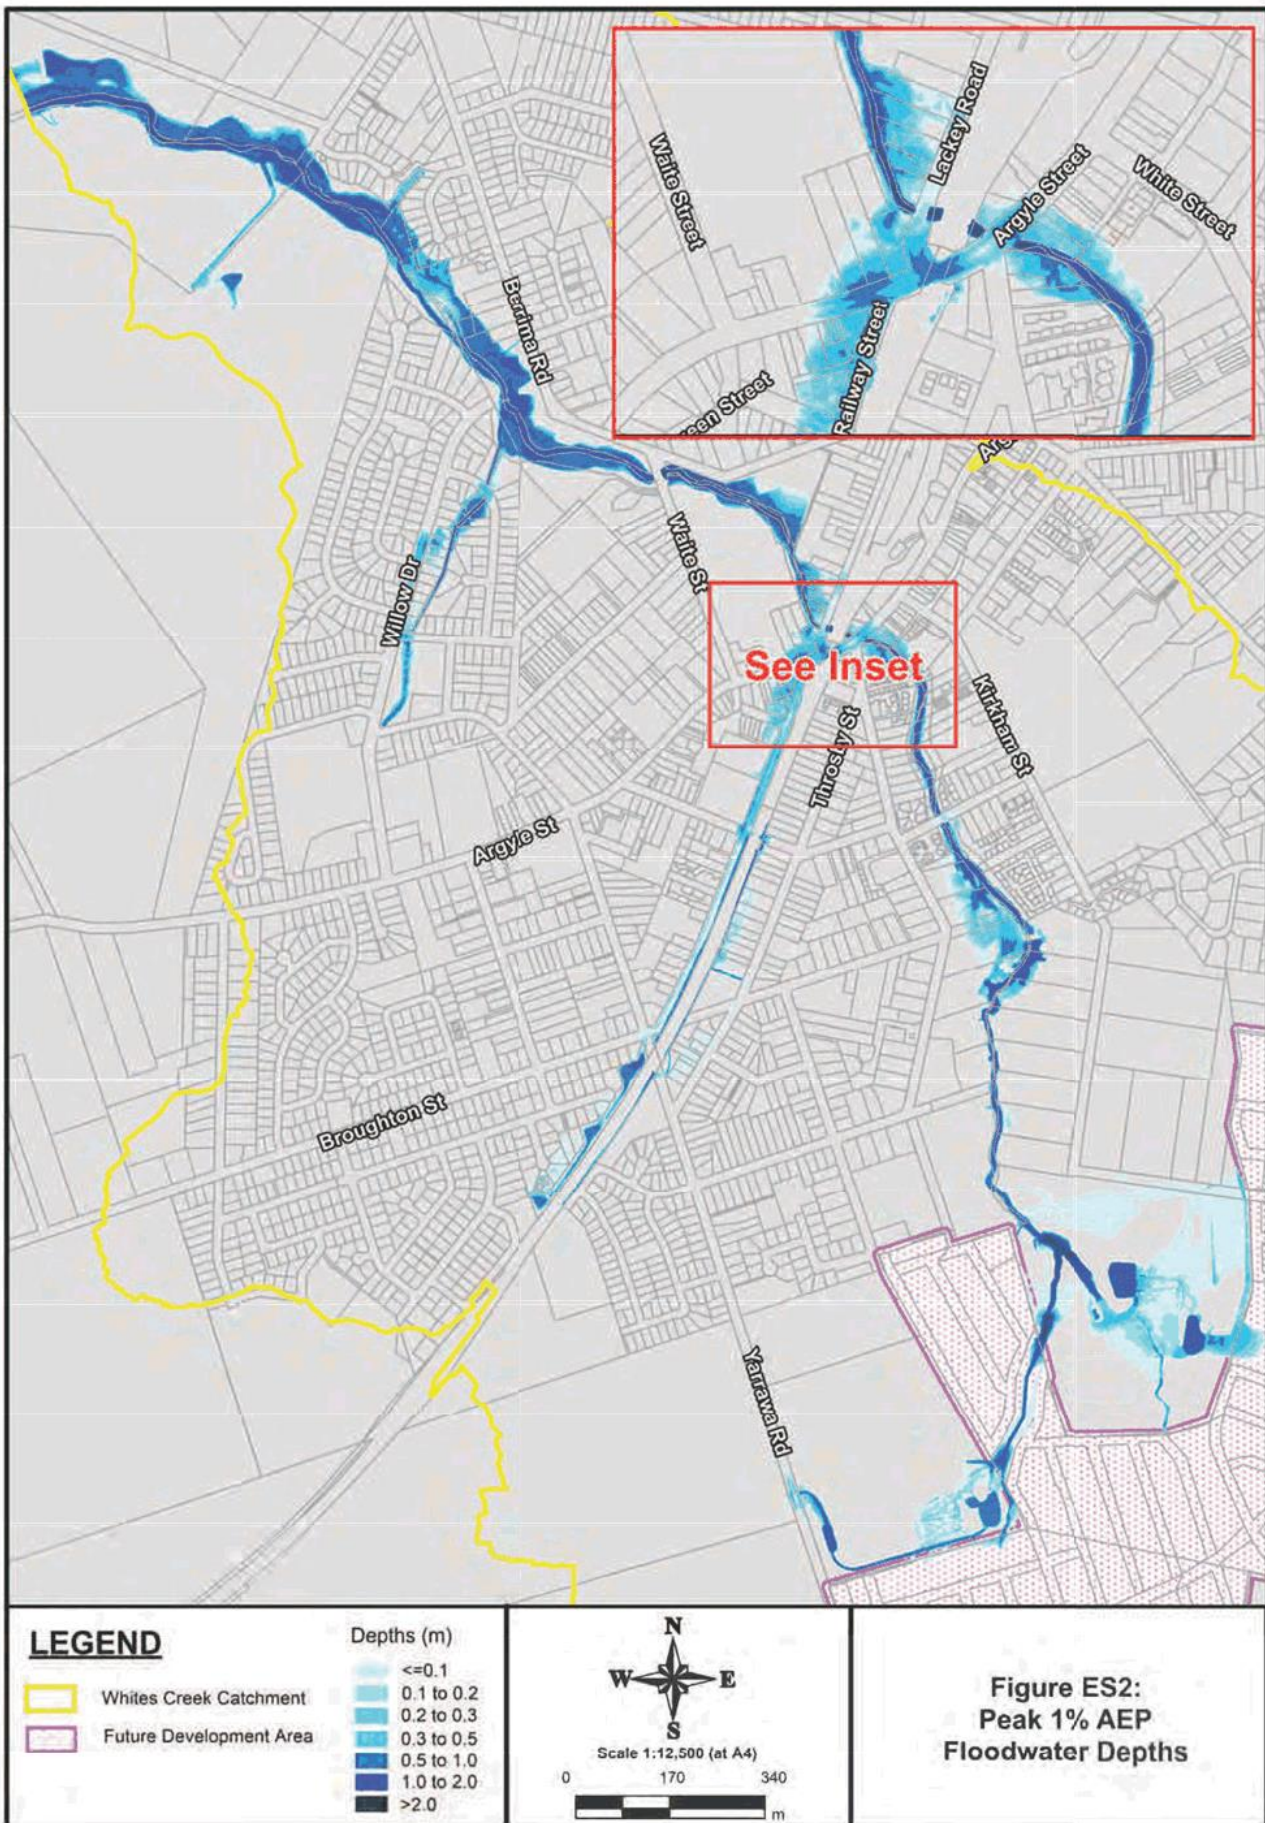 Waite Street
Lackey Road
Argyle Street
White Street
Railway Street
een Street
Arg
Berrima Rd
Waite St
Willow Dr
See Inset
Kirkham St
Throsby St
Argyle St
Broughton St
Yarrawa Rd
LEGEND
Whites Creek Catchment
Future Development Area
Depths (m)
<=0.1
0.1 to 0.2
0.2 to 0.3
0.3 to 0.5
0.5 to 1.0
1.0 to 2.0
>2.0
N
W E
S
Scale 1:12,500 (at A4)
0 170 340
m
Figure ES2:
Peak 1% AEP
Floodwater Depths